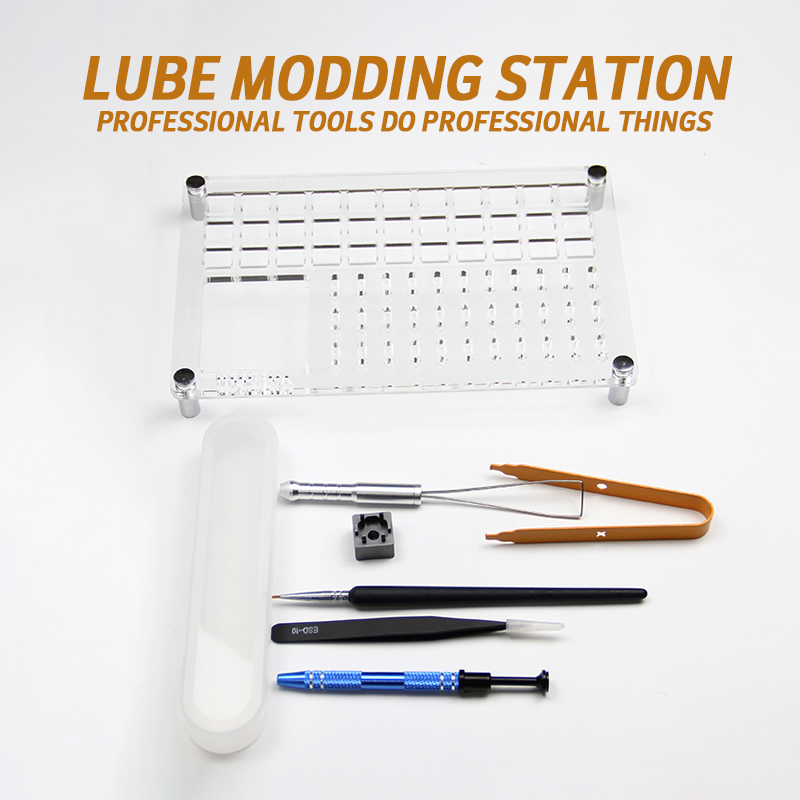 LUBE MODDING STATION
PROFESSIONAL TOOLS DO PROFESSIONAL THINGS
ESD-10